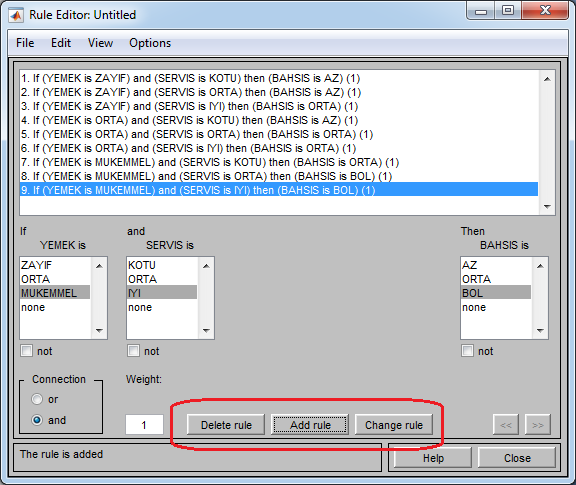 Rule Editor: Untitled
File Edit View Options
1. If (YEMEK is ZAYIF) and (SERVIS is KOTU) then (BAHSIS is AZ) (1)
2. If (YEMEK is ZAYIF) and (SERVIS is ORTA) then (BAHSIS is AZ) (1)
3. If (YEMEK is ZAYIF) and (SERVIS is IYI) then (BAHSIS is ORTA) (1)
4. If (YEMEK is ORTA) and (SERVIS is KOTU) then (BAHSIS is AZ) (1)
5. If (YEMEK is ORTA) and (SERVIS is ORTA) then (BAHSIS is ORTA) (1)
6. If (YEMEK is ORTA) and (SERVIS is IYI) then (BAHSIS is ORTA) (1)
7. If (YEMEK is MUKEMMEL) and (SERVIS is KOTU) then (BAHSIS is ORTA) (1)
8. If (YEMEK is MUKEMMEL) and (SERVIS is ORTA) then (BAHSIS is BOL) (1)
9. If (YEMEK is MUKEMMEL) and (SERVIS is IYI) then (BAHSIS is BOL) (1)
If and Then
YEMEK is SERVIS is BAHSIS is
ZAYIF KOTU AZ
ORTA ORTA ORTA
MUKEMMEL IYI BOL
none none none
not not not
Connection Weight:
or
and 1 Delete rule Add rule Change rule << >>
The rule is added Help Close